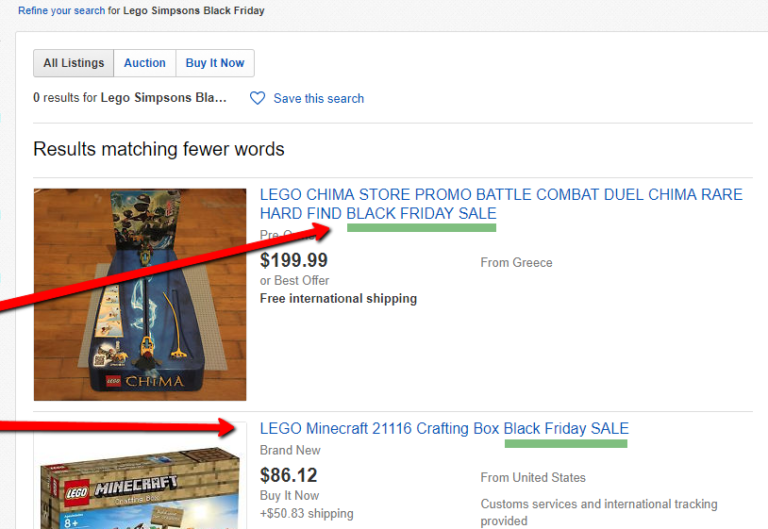 Refine your search for Lego Simpsons Black Friday
All Listings
Auction
Buy It Now
0 results for Lego Simpsons Bla...
Save this search
Results matching fewer words
LEGO CHIMA STORE PROMO BATTLE COMBAT DUEL CHIMA RARE
HARD FIND BLACK FRIDAY SALE
$199.99
From Greece
or Best Offer
Free international shipping
LEGO CHIMA
LEGO Minecraft 21116 Crafting Box Black Friday SALE
Brand New
$86.12
From United States
Buy It Now
Customs services and international tracking
+$50.83 shipping
provided
LEGO MINECRAFT
Crafting Box
8+